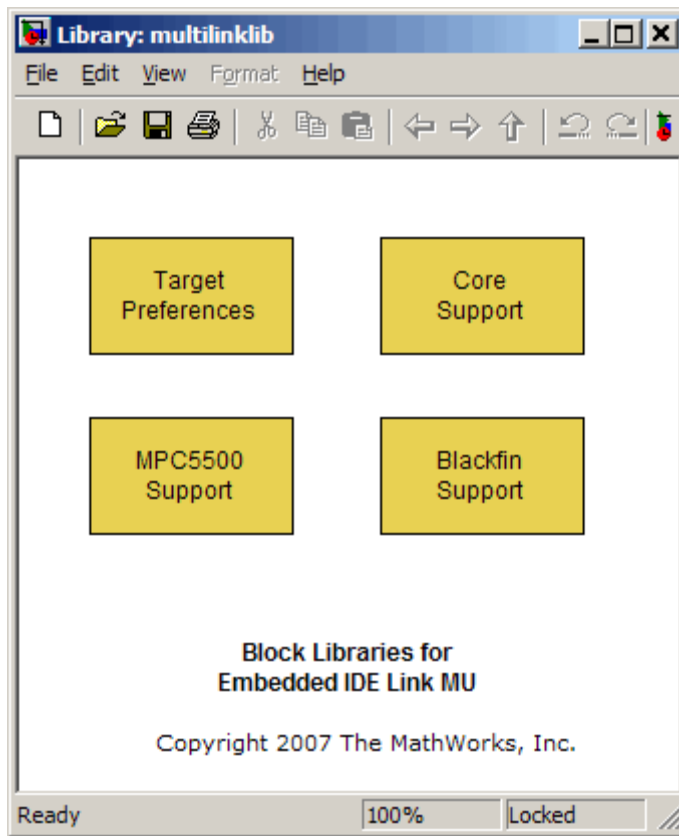 Library: multilinklib
File Edit View Format Help
Target
Preferences
Core
Support
MPC5500
Support
Blackfin
Support
Block Libraries for
Embedded IDE Link MU
Copyright 2007 The MathWorks, Inc.
Ready 100% Locked